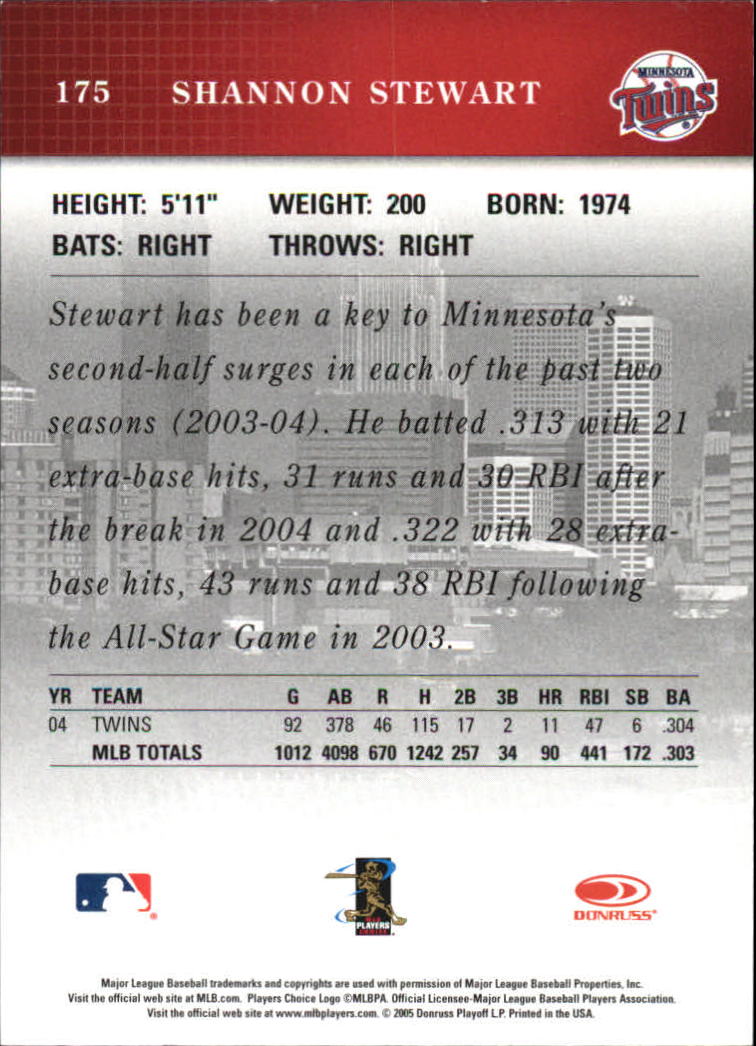 175 SHANNON STEWART
MINNESOTA
Twins
HEIGHT: 5'11" WEIGHT: 200 BORN: 1974
BATS: RIGHT THROWS: RIGHT
Stewart has been a key to Minnesota's
second-half surges in each of the past two
seasons (2003-04). He batted .313 with 21
extra-base hits, 31 runs and 30 RBI after
the break in 2004 and .322 with 28 extra-
base hits, 43 runs and 38 RBI following
the All-Star Game in 2003.
YR TEAM G AB R H 2B 3B HR RBI SB BA
04 TWINS 92 378 46 115 17 2 11 47 6 .304
MLB TOTALS 1012 4098 670 1242 257 34 90 441 172 .303
PLAYERS
CHOICE
DONRUSS®
Major League Baseball trademarks and copyrights are used with permission of Major League Baseball Properties, Inc.
Visit the official web site at MLB.com. Players Choice Logo ©MLBPA. Official Licensee-Major League Baseball Players Association.
Visit the official web site at www.mlbplayers.com. © 2005 Donruss Playoff L.P. Printed in the USA.